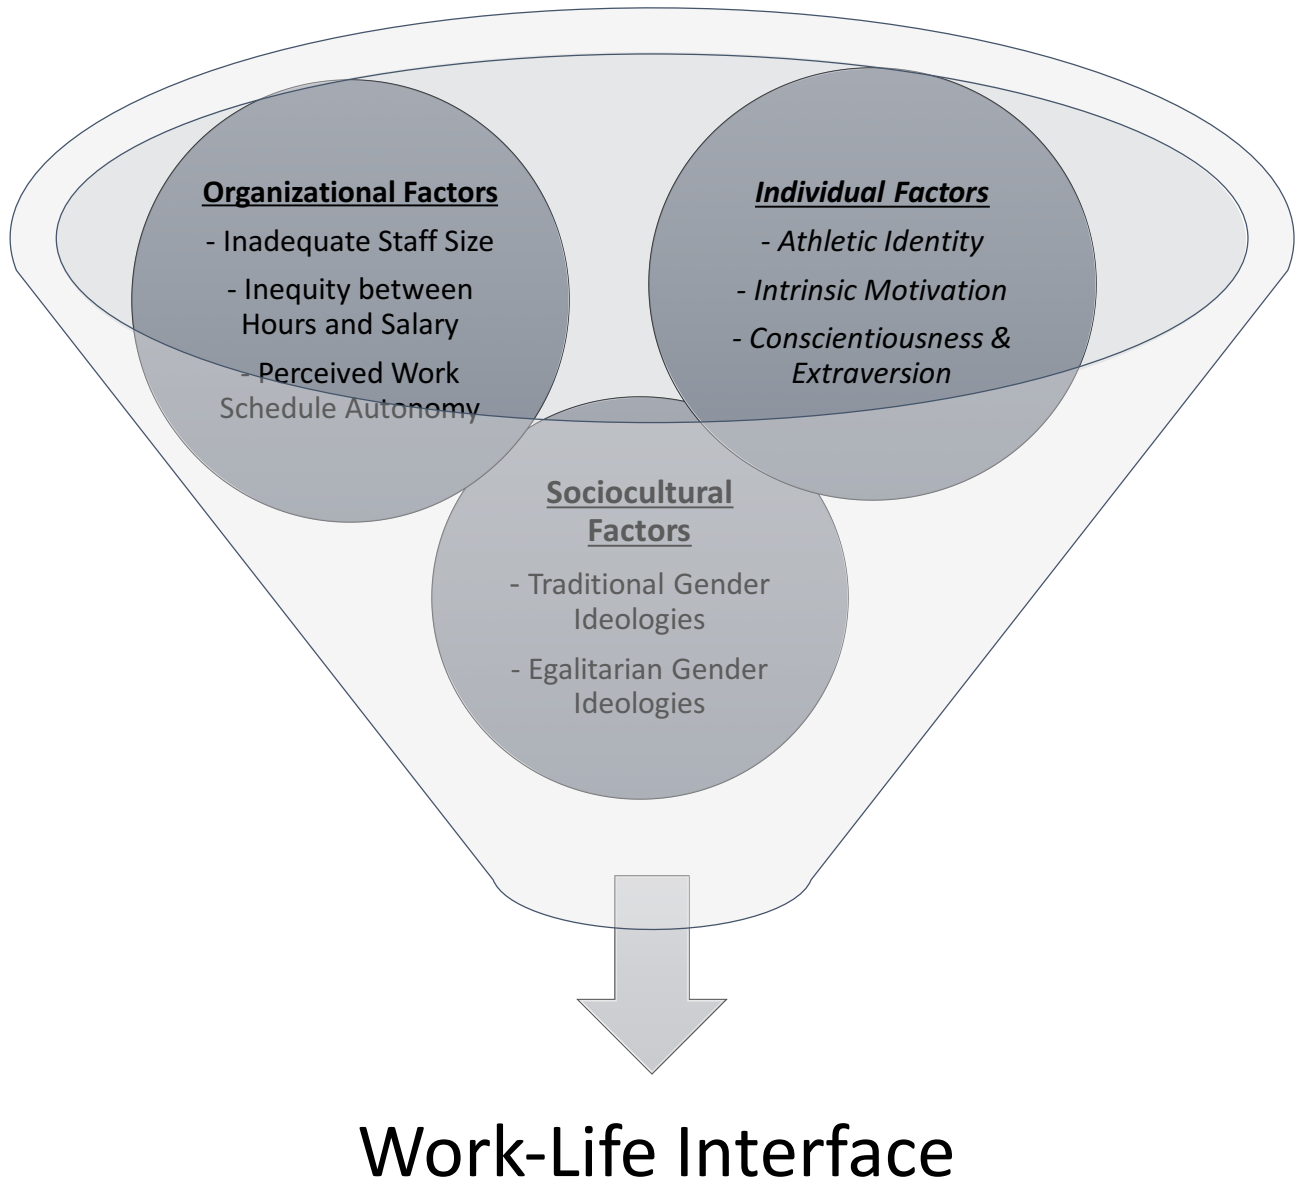 Organizational Factors
- Inadequate Staff Size
- Inequity between
Hours and Salary
- Perceived Work
Schedule Autonomy
Individual Factors
- Athletic Identity
- Intrinsic Motivation
- Conscientiousness &
Extraversion
Sociocultural
Factors
- Traditional Gender
Ideologies
- Egalitarian Gender
Ideologies
Work-Life Interface